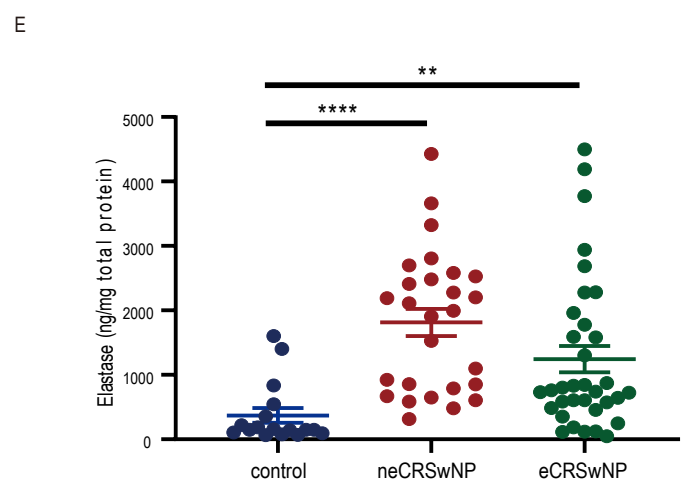 E
**
****
Elastase (ng/mg total protein)
5000
4000
3000
2000
1000
0
control neCRSwNP eCRSwNP